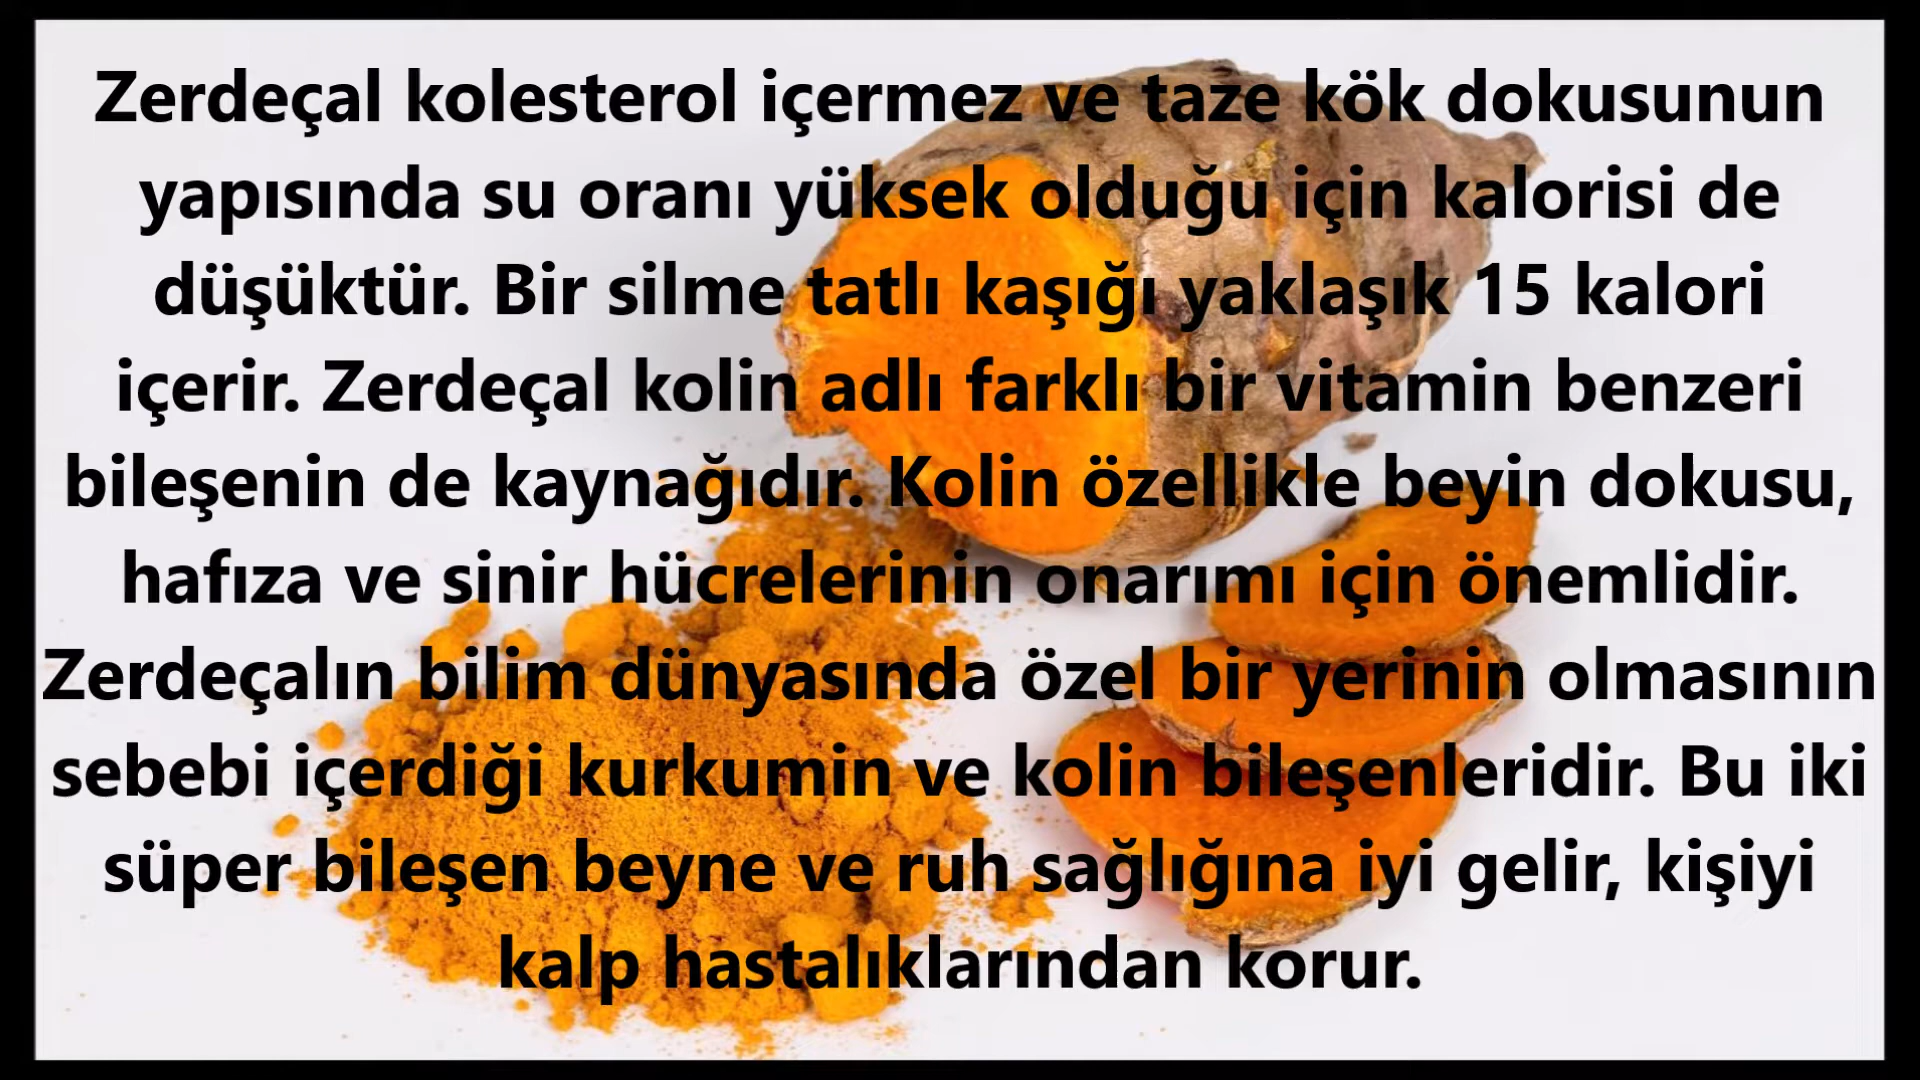 Zerdeçal kolesterol içermez ve taze kök dokusunun
yapısında su oranı yüksek olduğu için kalorisi de
düşüktür. Bir silme tatlı kaşığı yaklaşık 15 kalori
içerir. Zerdeçal kolin adlı farklı bir vitamin benzeri
bileşenin de kaynağıdır. Kolin özellikle beyin dokusu,
hafıza ve sinir hücrelerinin onarımı için önemlidir.
Zerdeçalın bilim dünyasında özel bir yerinin olmasının
sebebi içerdiği kurkumin ve kolin bileşenleridir. Bu iki
süper bileşen beyne ve ruh sağlığına iyi gelir, kişiyi
kalp hastalıklarından korur.